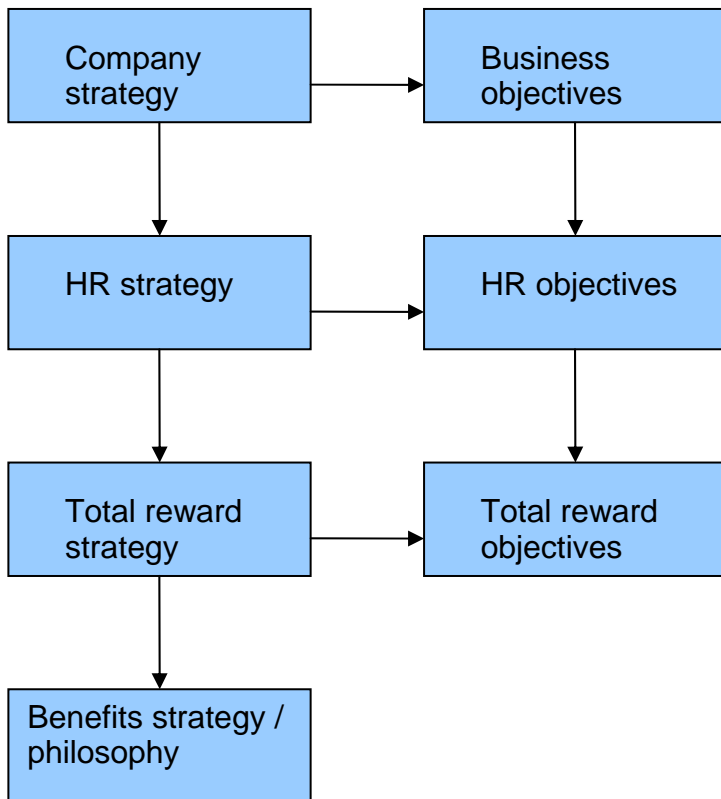 Company
strategy
Business
objectives
HR strategy
HR objectives
Total reward
strategy
Total reward
objectives
Benefits strategy /
philosophy